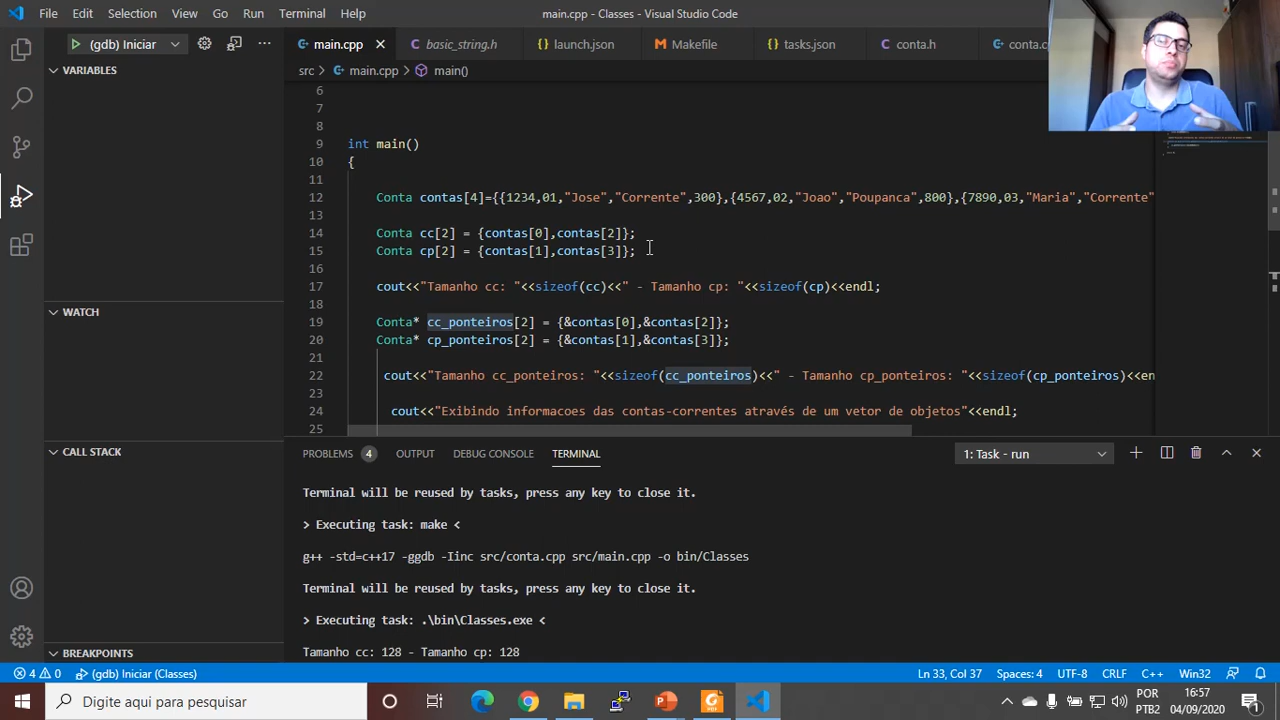 File Edit Selection View Go Run Terminal Help main.cpp - Classes - Visual Studio Code
(gdb) Iniciar main.cpp basic_string.h launch.json Makefile tasks.json conta.h
VARIABLES
src > main.cpp > main()
6
7
8
9 int main()
10 {
11
12 Conta contas[4]={{1234,01,"Jose","Corrente",300},{4567,02,"Joao","Poupanca",800},{7890,03,"Maria","Corrente"
13
14 Conta cc[2] = {contas[0],contas[2]};
15 Conta cp[2] = {contas[1],contas[3]};
16
17 cout<<"Tamanho cc: "<<sizeof(cc)<<" - Tamanho cp: "<<sizeof(cp)<<endl;
18
19 Conta* cc_ponteiros[2] = {&contas[0],&contas[2]};
20 Conta* cp_ponteiros[2] = {&contas[1],&contas[3]};
21
22 cout<<"Tamanho cc_ponteiros: "<<sizeof(cc_ponteiros)<<" - Tamanho cp_ponteiros: "<<sizeof(cp_ponteiros)<<en
23
24 cout<<"Exibindo informacoes das contas-correntes através de um vetor de objetos"<<endl;
25
WATCH
CALL STACK
BREAKPOINTS
PROBLEMS 4 OUTPUT DEBUG CONSOLE TERMINAL 1: Task - run
Terminal will be reused by tasks, press any key to close it.
> Executing task: make <
g++ -std=c++17 -ggdb -Iinc src/conta.cpp src/main.cpp -o bin/Classes
Terminal will be reused by tasks, press any key to close it.
> Executing task: .\bin\Classes.exe <
Tamanho cc: 128 - Tamanho cp: 128
4 0 (gdb) Iniciar (Classes) Ln 33, Col 37 Spaces: 4 UTF-8 CRLF C++ Win32
Digite aqui para pesquisar
POR
PTB2
16:57
04/09/2020
1